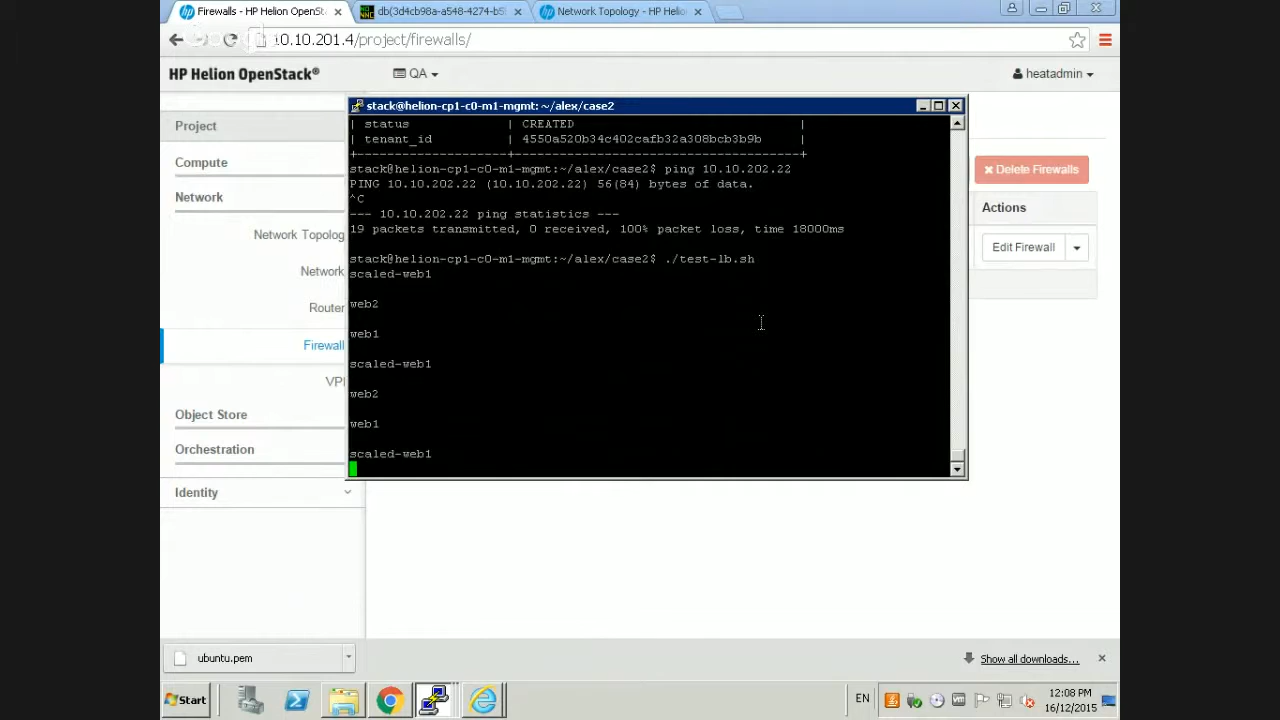 Firewalls - HP Helion OpenSt
db(3d4cb98a-a548-4274-b5
Network Topology - HP Helio
10.10.201.4/project/firewalls/
HP Helion OpenStack®
QA
heatadmin
Project
Compute
Network
Network Topolog
Network
Router
Firewall
VP
Object Store
Orchestration
Identity
stack@helion-cp1-c0-m1-mgmt: ~/alex/case2
| status | CREATED |
| tenant_id | 4550a520b34c402cafb32a308bcb3b9b |
+-------------------+--------------------------------------+
stack@helion-cp1-c0-m1-mgmt:~/alex/case2$ ping 10.10.202.22
PING 10.10.202.22 (10.10.202.22) 56(84) bytes of data.
^C
--- 10.10.202.22 ping statistics ---
19 packets transmitted, 0 received, 100% packet loss, time 18000ms
stack@helion-cp1-c0-m1-mgmt:~/alex/case2$ ./test-lb.sh
scaled-web1
web2
web1
scaled-web1
web2
web1
scaled-web1
Delete Firewalls
Actions
Edit Firewall
ubuntu.pem
Show all downloads...
Start
EN
12:08 PM
16/12/2015